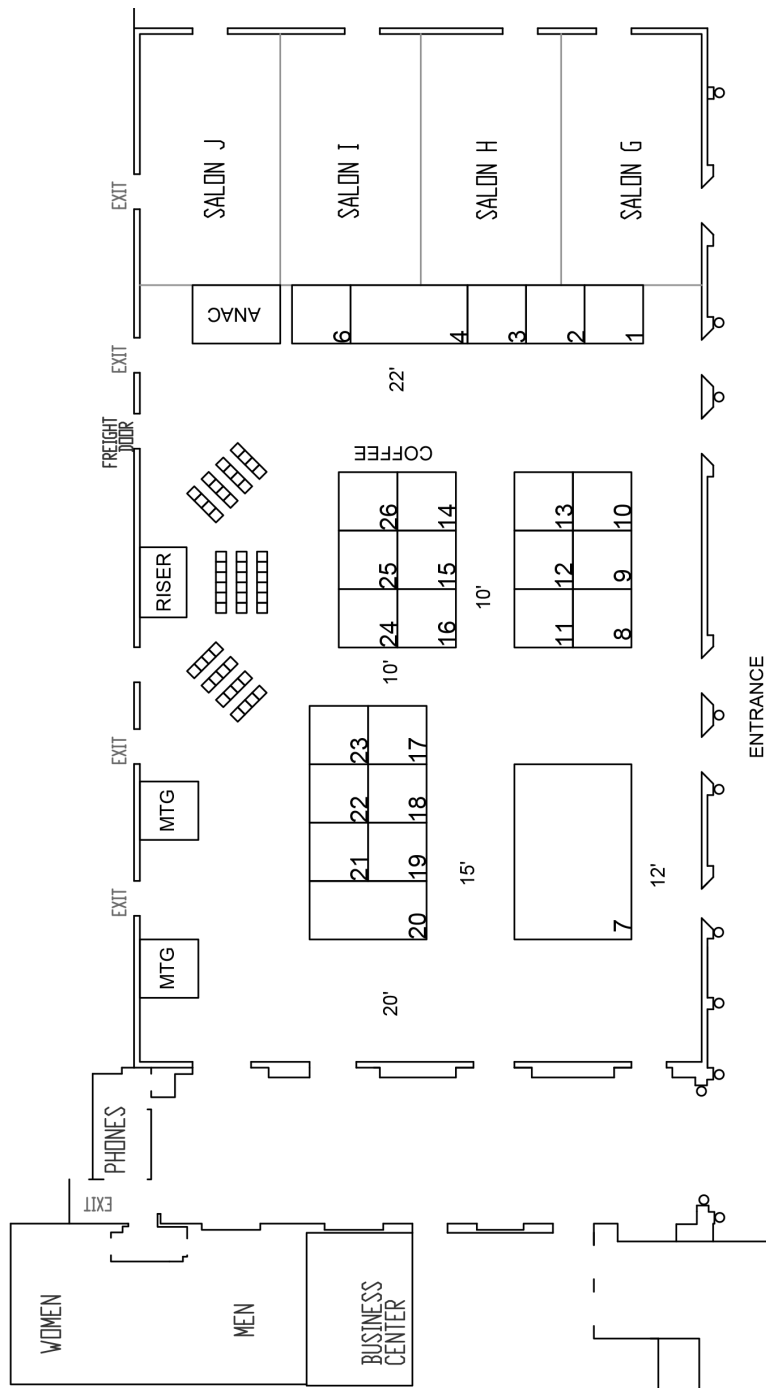 SALON J
SALON I
SALON H
SALON G
EXIT
ANAC
6
4
3
2
1
EXIT
22'
FREIGHT
DOOR
COFFEE
RISER
26
14
13
10
25
15
12
9
10'
24
16
11
8
10'
ENTRANCE
EXIT
MTG
23
17
22
18
21
19
15'
12'
EXIT
20
7
MTG
20'
PHONES
EXIT
WOMEN
MEN
BUSINESS
CENTER